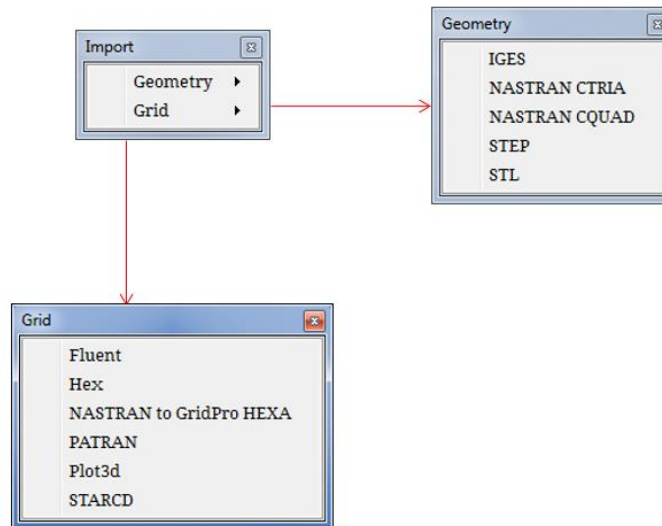 Import
Geometry
Grid
Geometry
IGES
NASTRAN CTRIA
NASTRAN CQUAD
STEP
STL
Grid
Fluent
Hex
NASTRAN to GridPro HEXA
PATRAN
Plot3d
STARCD